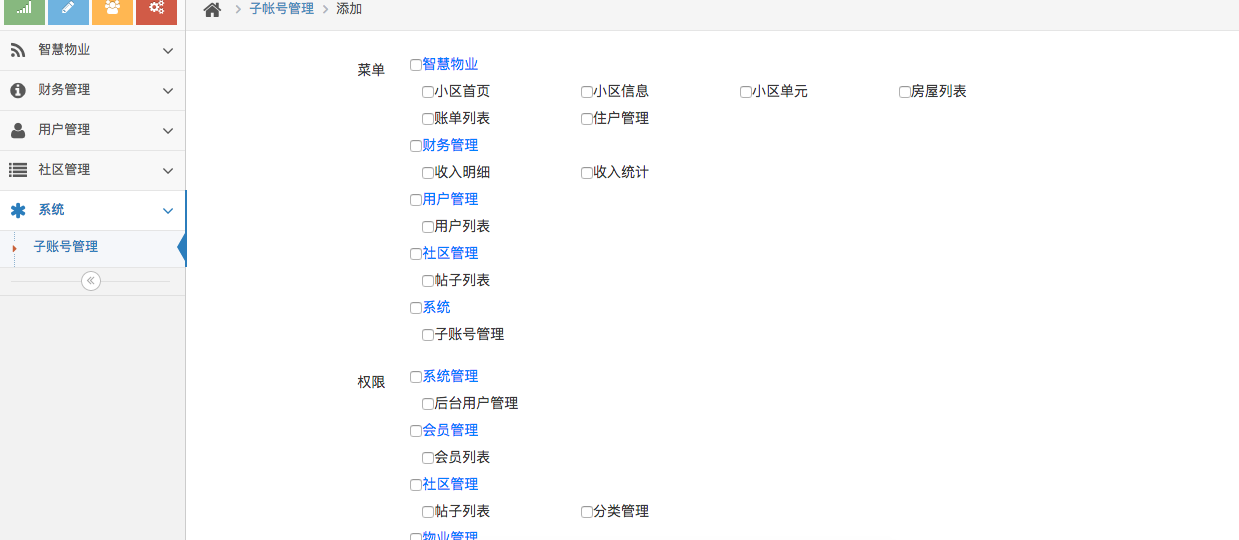 子帐号管理 添加
智慧物业
财务管理
用户管理
社区管理
系统
子账号管理
菜单
智慧物业
小区首页 小区信息 小区单元 房屋列表
账单列表 住户管理
财务管理
收入明细 收入统计
用户管理
用户列表
社区管理
帖子列表
系统
子账号管理
权限
系统管理
后台用户管理
会员管理
会员列表
社区管理
帖子列表 分类管理
物业管理